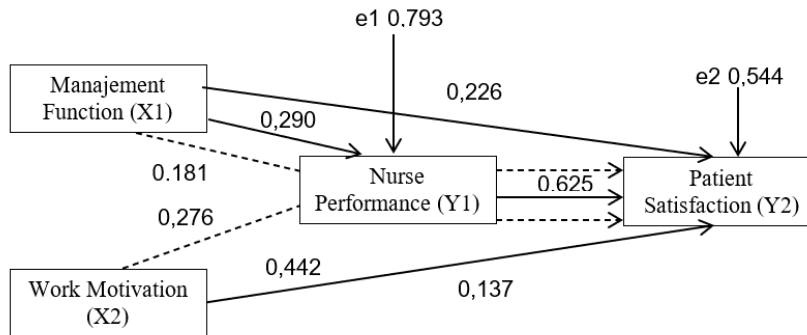 e1 0,793
Manajement
Function (X1)
0,226
e2 0,544
0,290
0.181
Nurse
Performance (Y1)
0.625
Patient
Satisfaction (Y2)
0,276
0,442
0,137
Work Motivation
(X2)